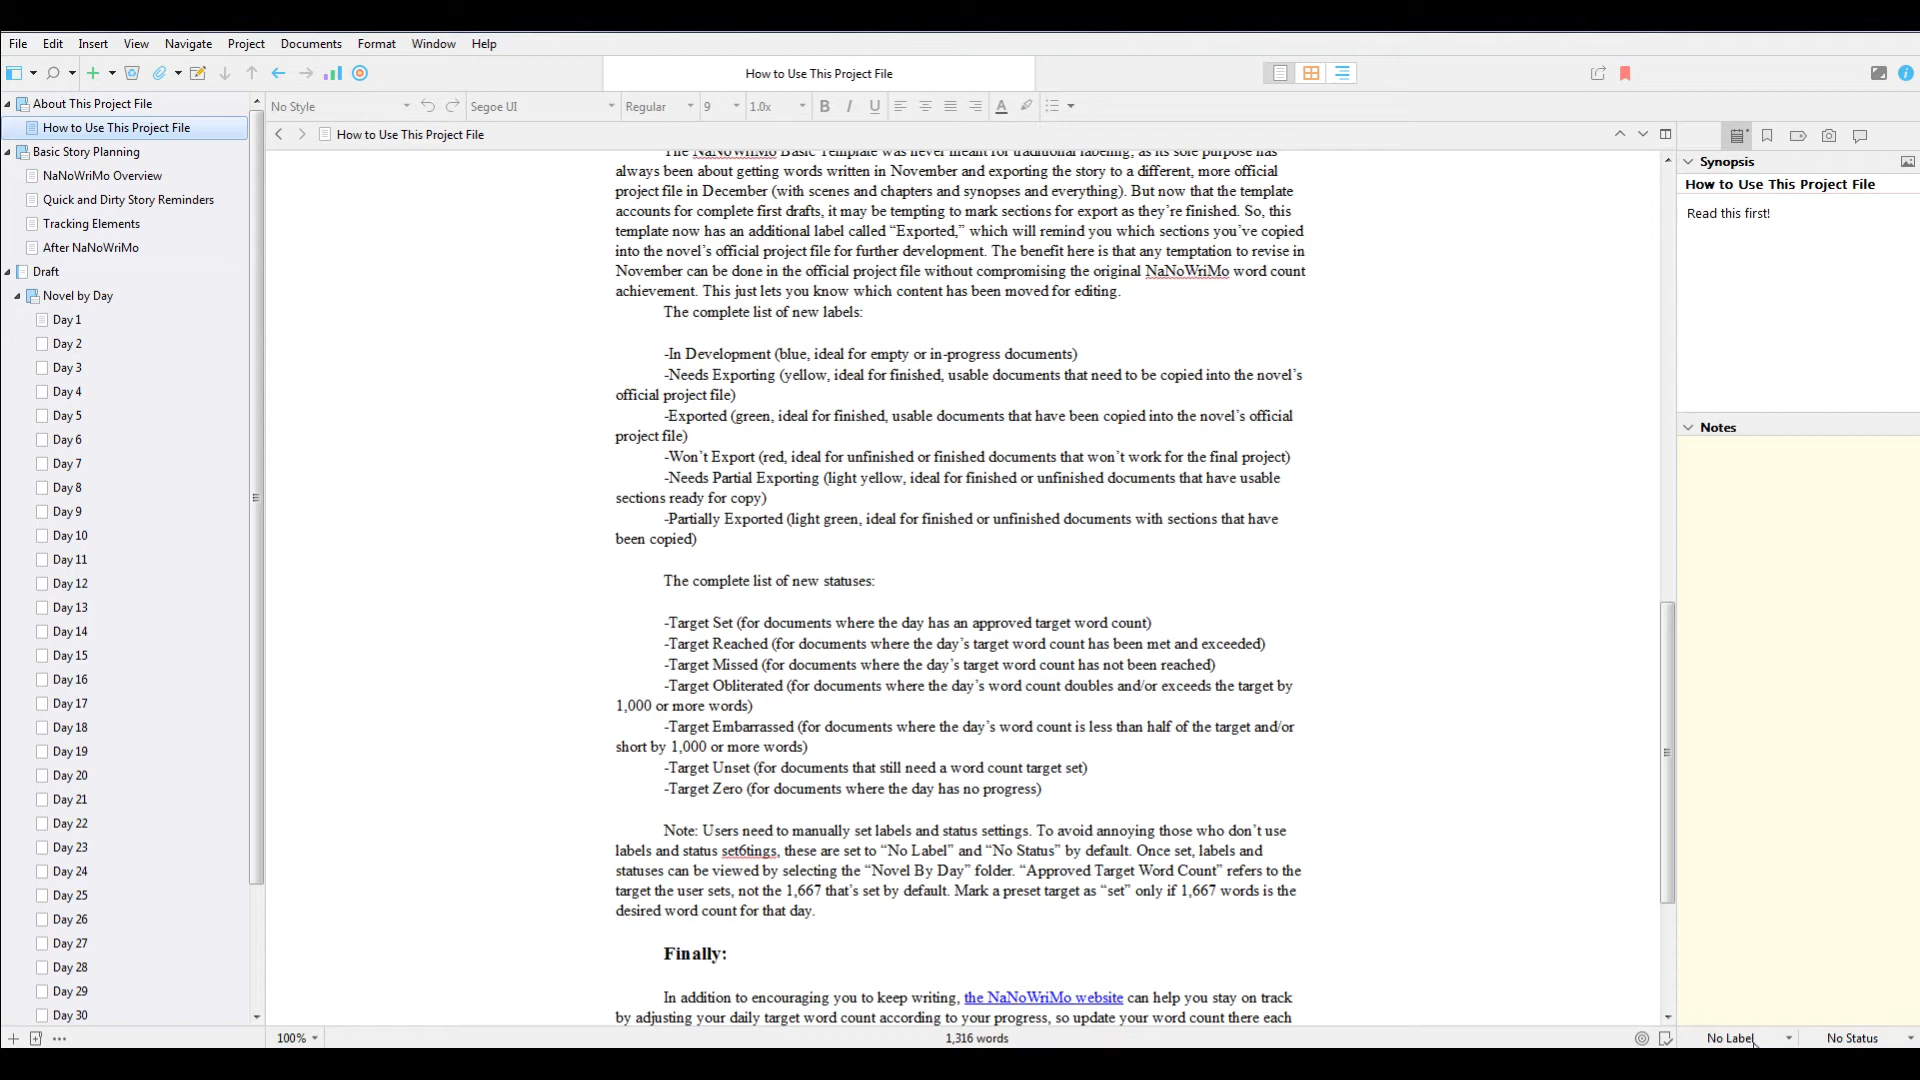 File Edit Insert View Navigate Project Documents Format Window Help
How to Use This Project File
No Style Segoe UI Regular 9 1.0x B I U A
How to Use This Project File
About This Project File
How to Use This Project File
Basic Story Planning
NaNoWriMo Overview
Quick and Dirty Story Reminders
Tracking Elements
After NaNoWriMo
Draft
Novel by Day
Day 1
Day 2
Day 3
Day 4
Day 5
Day 6
Day 7
Day 8
Day 9
Day 10
Day 11
Day 12
Day 13
Day 14
Day 15
Day 16
Day 17
Day 18
Day 19
Day 20
Day 21
Day 22
Day 23
Day 24
Day 25
Day 26
Day 27
Day 28
Day 29
Day 30
The NaNoWriMo Basic Template was never meant for traditional labeling, as its sole purpose has
always been about getting words written in November and exporting the story to a different, more official
project file in December (with scenes and chapters and synopses and everything). But now that the template
accounts for complete first drafts, it may be tempting to mark sections for export as they’re finished. So, this
template now has an additional label called “Exported,” which will remind you which sections you’ve copied
into the novel’s official project file for further development. The benefit here is that any temptation to revise in
November can be done in the official project file without compromising the original NaNoWriMo word count
achievement. This just lets you know which content has been moved for editing.
The complete list of new labels:
-In Development (blue, ideal for empty or in-progress documents)
-Needs Exporting (yellow, ideal for finished, usable documents that need to be copied into the novel’s
official project file)
-Exported (green, ideal for finished, usable documents that have been copied into the novel’s official
project file)
-Won’t Export (red, ideal for unfinished or finished documents that won’t work for the final project)
-Needs Partial Exporting (light yellow, ideal for finished or unfinished documents that have usable
sections ready for copy)
-Partially Exported (light green, ideal for finished or unfinished documents with sections that have
been copied)
The complete list of new statuses:
-Target Set (for documents where the day has an approved target word count)
-Target Reached (for documents where the day’s target word count has been met and exceeded)
-Target Missed (for documents where the day’s target word count has not been reached)
-Target Obliterated (for documents where the day’s word count doubles and/or exceeds the target by
1,000 or more words)
-Target Embarrassed (for documents where the day’s word count is less than half of the target and/or
short by 1,000 or more words)
-Target Unset (for documents that still need a word count target set)
-Target Zero (for documents where the day has no progress)
Note: Users need to manually set labels and status settings. To avoid annoying those who don’t use
labels and status set6tings, these are set to “No Label” and “No Status” by default. Once set, labels and
statuses can be viewed by selecting the “Novel By Day” folder. “Approved Target Word Count” refers to the
target the user sets, not the 1,667 that’s set by default. Mark a preset target as “set” only if 1,667 words is the
desired word count for that day.
Finally:
In addition to encouraging you to keep writing, the NaNoWriMo website can help you stay on track
by adjusting your daily target word count according to your progress, so update your word count there each
Synopsis
How to Use This Project File
Read this first!
Notes
100% 1,316 words No Label No Status